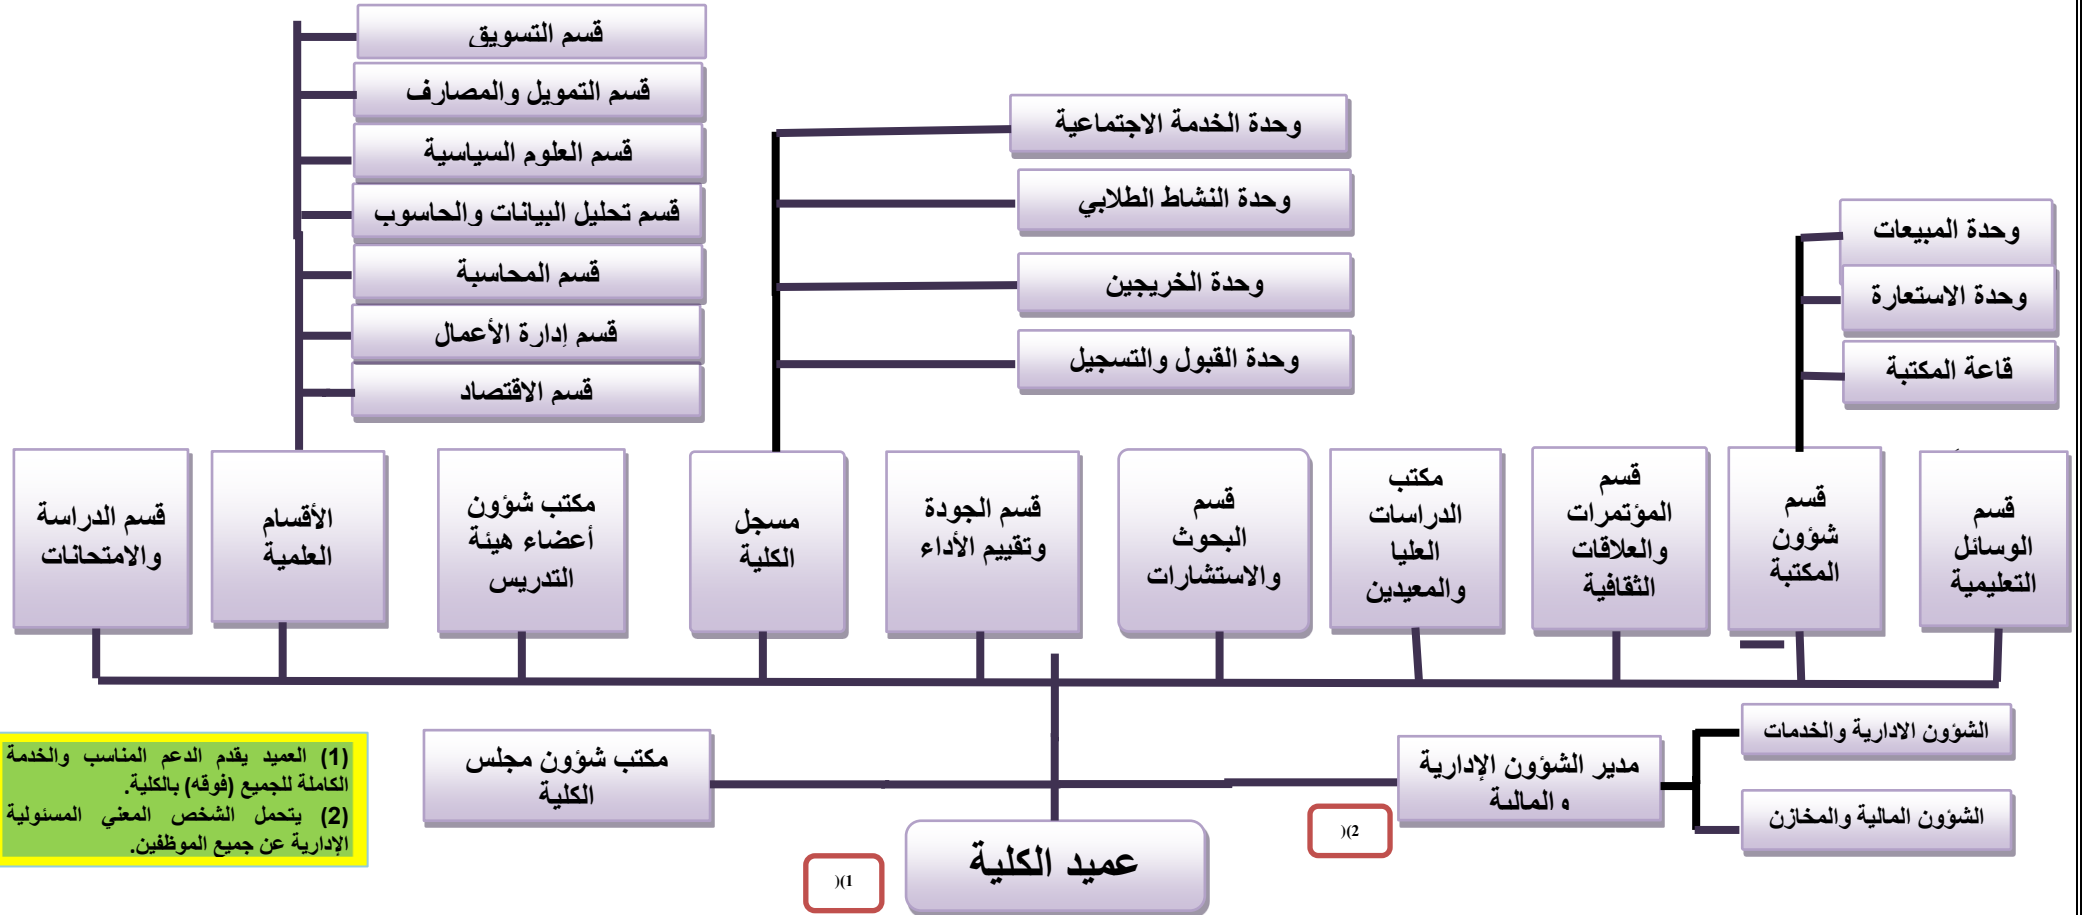 قسم التسويق
قسم التمويل والمصارف
قسم العلوم السياسية
قسم تحليل البيانات والحاسوب
قسم المحاسبة
قسم إدارة الأعمال
قسم الاقتصاد
وحدة الخدمة الاجتماعية
وحدة النشاط الطلابي
وحدة الخريجين
وحدة القبول والتسجيل
وحدة المبيعات
وحدة الاستعارة
قاعة المكتبة
قسم
الوسائل
التعليمية
قسم
شؤون
المكتبة
قسم
المؤتمرات
والعلاقات
الثقافية
مكتب
الدراسات
العليا
والمعيدين
قسم
البحوث
والاستشارات
قسم الجودة
وتقييم الأداء
مسجل
الكلية
مكتب شؤون
أعضاء هيئة
التدريس
الأقسام
العلمية
قسم الدراسة
والامتحانات
الشؤون الادارية والخدمات
الشؤون المالية والمخازن
مدير الشؤون الإدارية
والمالية
مكتب شؤون مجلس
الكلية
)(2
عميد الكلية
)(1
(1) العميد يقدم الدعم المناسب والخدمة
الكاملة للجميع (فوقه) بالكلية.
(2) يتحمل الشخص المعني المسئولية
الإدارية عن جميع الموظفين.